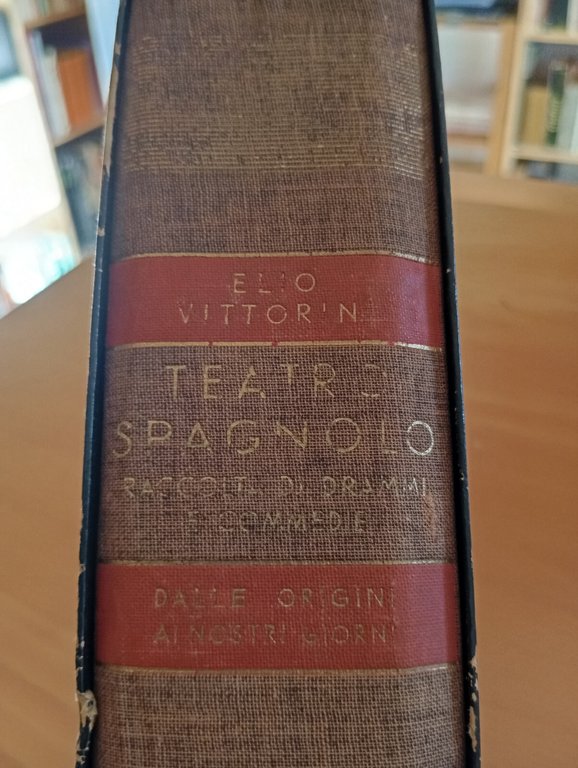 ELIO
VITTORINI
TEATRO
SPAGNOLO
RACCOLTA DI DRAMMI
E COMMEDIE
DALLE ORIGINI
AI NOSTRI GIORNI